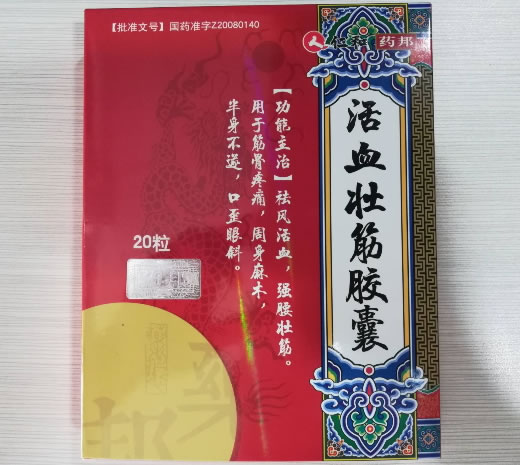 【批准文号】国药准字Z20080140
药邦
活血壮筋胶囊
【功能主治】祛风活血，强腰壮筋。
用于筋骨疼痛，周身麻木，
半身不遂，口歪眼斜。
20粒